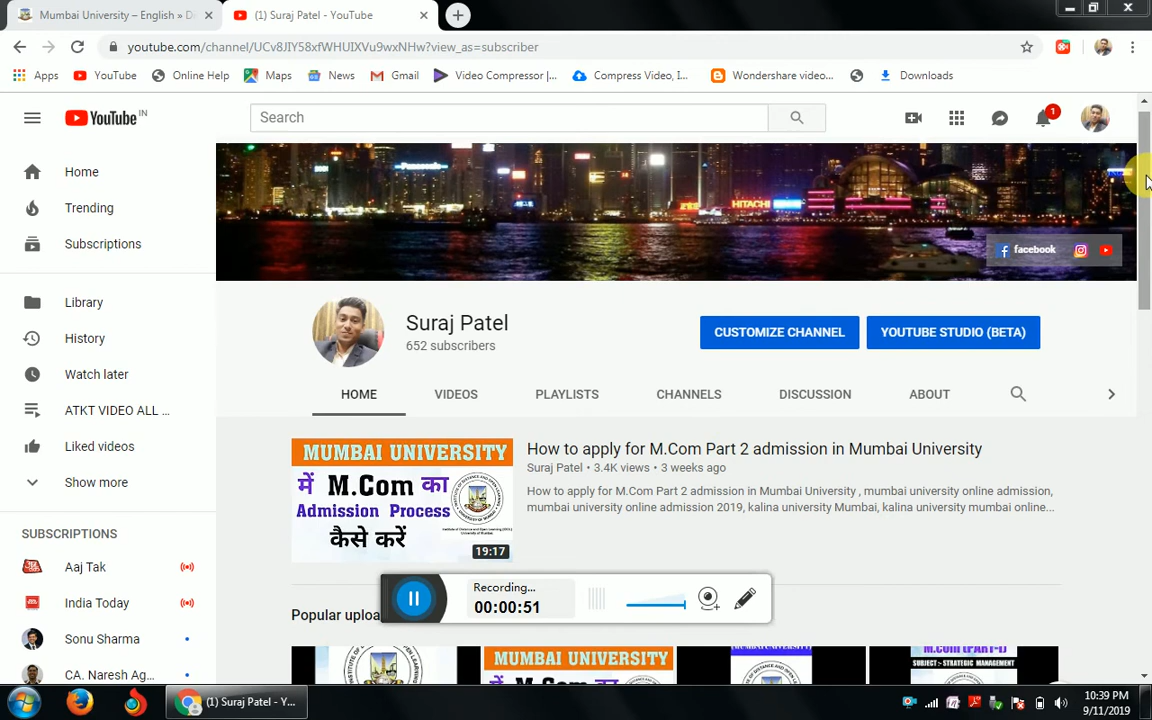 Mumbai University – English » D
(1) Suraj Patel - YouTube
youtube.com/channel/UCv8JIY58xfWHUIXVu9wxNHw?view_as=subscriber
Apps
YouTube
Online Help
Maps
News
Gmail
Video Compressor |...
Compress Video, I...
Wondershare video...
Downloads
YouTube IN
Search
1
Home
Trending
Subscriptions
Library
History
Watch later
ATKT VIDEO ALL ...
Liked videos
Show more
SUBSCRIPTIONS
Aaj Tak
India Today
Sonu Sharma
CA. Naresh Ag...
Panasonic
HITACHI
facebook
Suraj Patel
652 subscribers
CUSTOMIZE CHANNEL
YOUTUBE STUDIO (BETA)
HOME
VIDEOS
PLAYLISTS
CHANNELS
DISCUSSION
ABOUT
MUMBAI UNIVERSITY
में M.Com का
Admission Process
कैसे करें
19:17
How to apply for M.Com Part 2 admission in Mumbai University
Suraj Patel • 3.4K views • 3 weeks ago
How to apply for M.Com Part 2 admission in Mumbai University , mumbai university online admission,
mumbai university online admission 2019, kalina university Mumbai, kalina university mumbai online...
Recording...
00:00:51
Popular uploa
MUMBAI UNIVERSITY
M.COM (PART-I)
SUBJECT:- STRATEGIC MANAGEMENT
(1) Suraj Patel - Y...
10:39 PM
9/11/2019